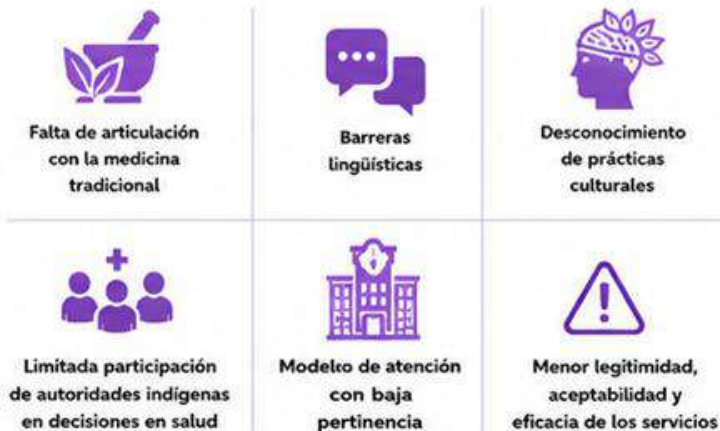 Falta de articulación
con la medicina
tradicional
Barreras
lingüísticas
Desconocimiento
de prácticas
culturales
Limitada participación
de autoridades indígenas
en decisiones en salud
Modelxo de atención
con baja
pertinencia
Menor legitimidad,
aceptabilidad y
eficacia de los servicios